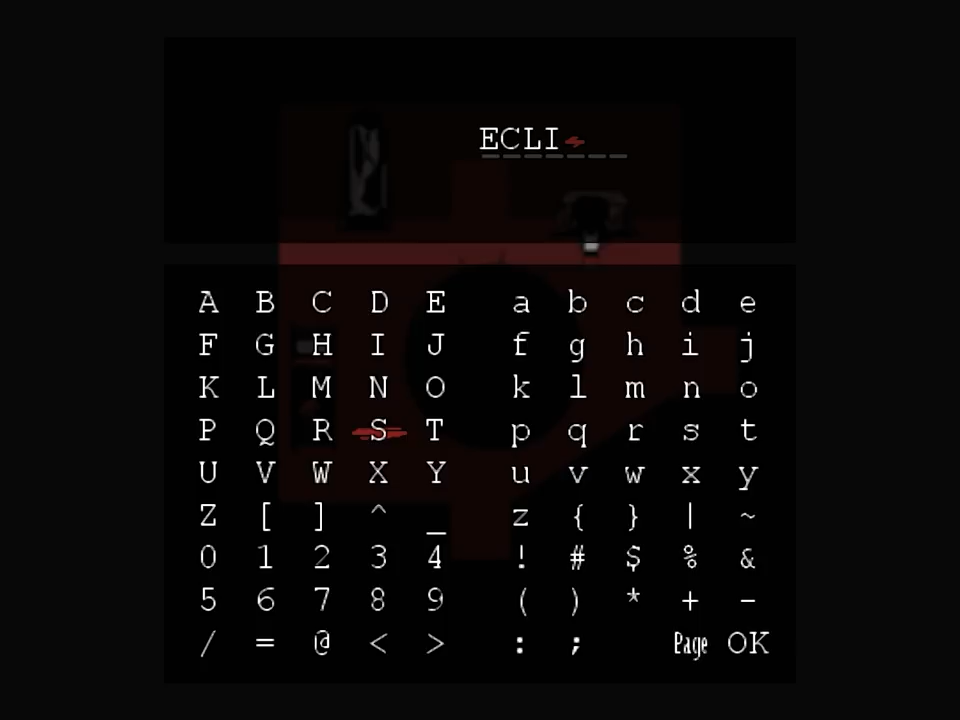 ECLI
A B C D E a b c d e
F G H I J f g h i j
K L M N O k l m n o
P Q R S T p q r s t
U V W X Y u v w x y
Z [ ] ^ _ z { } | ~
0 1 2 3 4 ! # $ % &
5 6 7 8 9 ( ) * + -
/ = @ < > : ; Page OK